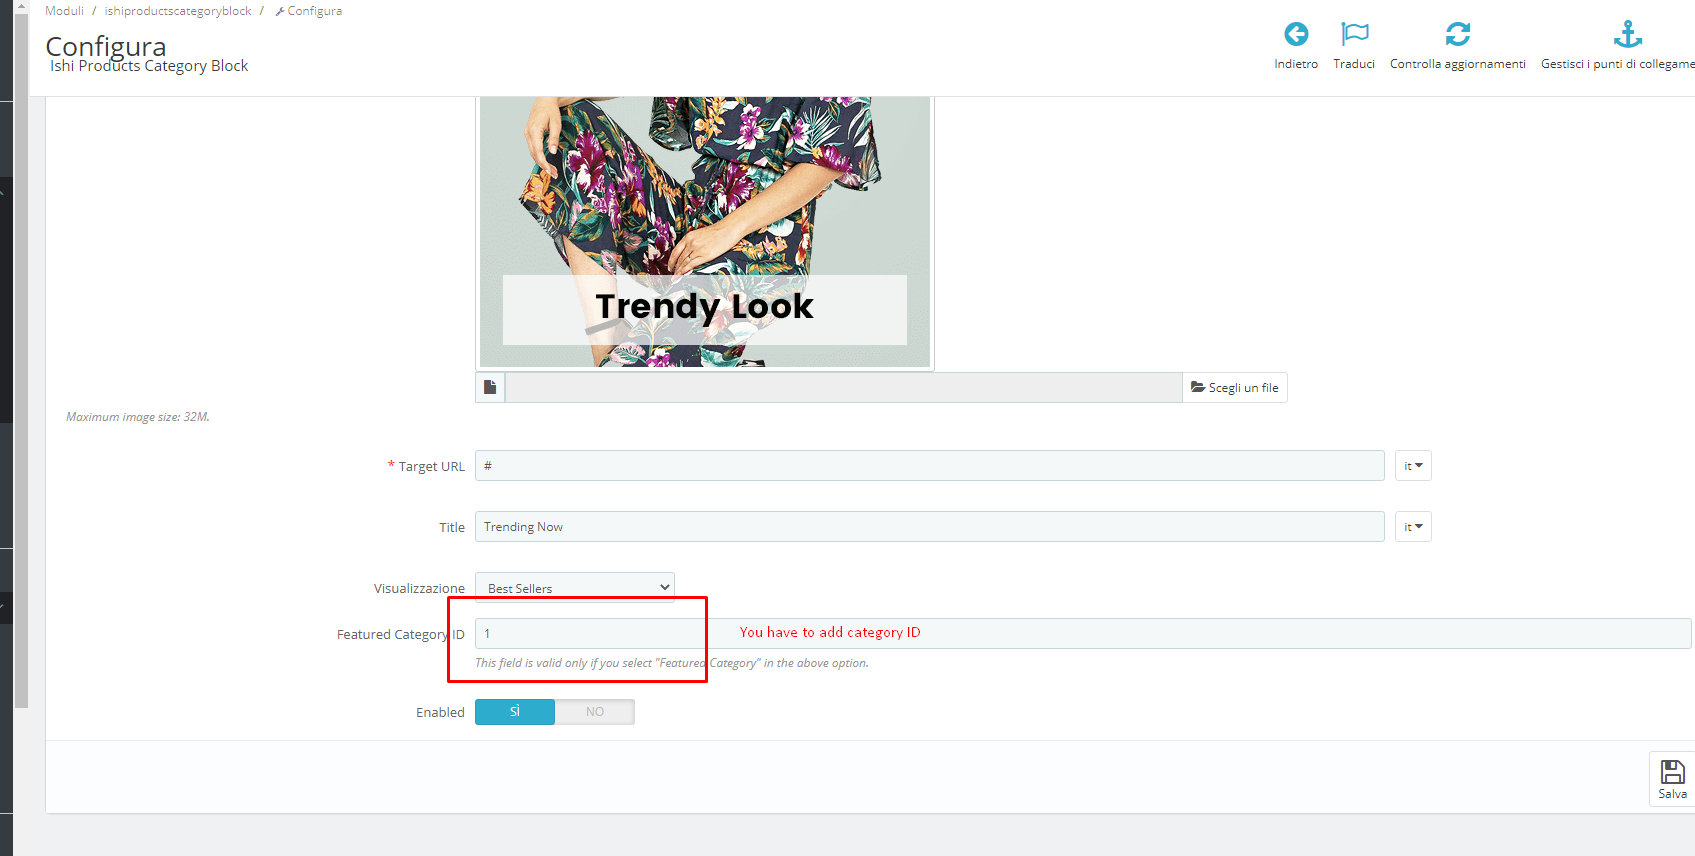 Moduli / ishiproductscategoryblock / Configura
Configura
Ishi Products Category Block
Indietro
Traduci
Controlla aggiornamenti
Gestisci i punti di collegame
Trendy Look
Scegli un file
Maximum image size: 32M.
* Target URL
#
it
Title
Trending Now
it
Visualizzazione
Best Sellers
Featured Category ID
1
You have to add category ID
This field is valid only if you select "Featured Category" in the above option.
Enabled
SÌ
NO
Salva